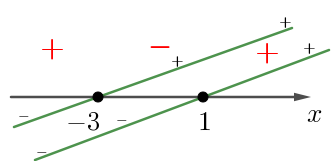 +
+ − + +
+
− x
−3 − 1
−